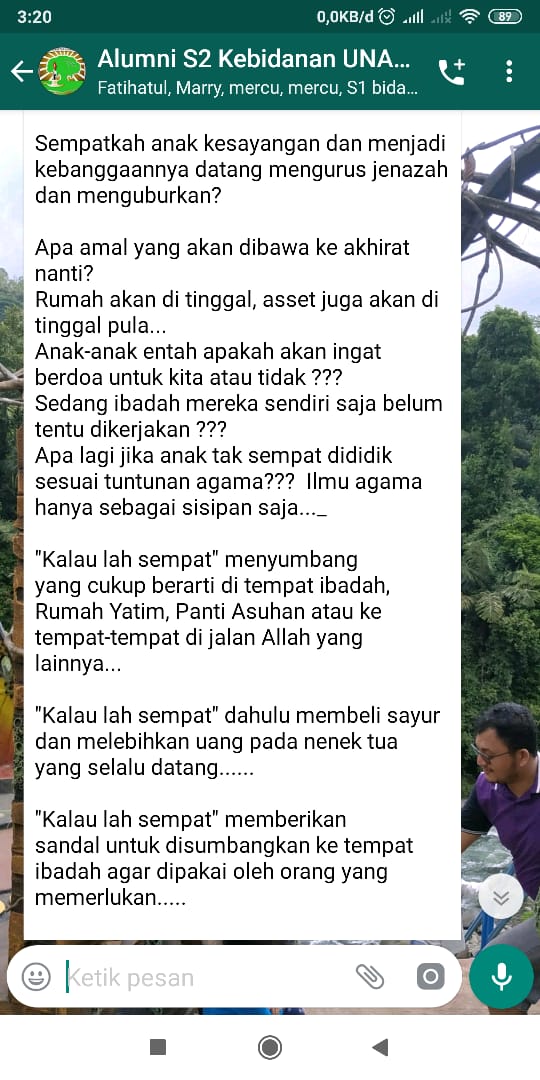 3:20
0,0KB/d
89
Alumni S2 Kebidanan UNA...
Fatihatul, Marry, mercu, mercu, S1 bida...
Sempatkah anak kesayangan dan menjadi
kebanggaannya datang mengurus jenazah
dan menguburkan?
Apa amal yang akan dibawa ke akhirat
nanti?
Rumah akan di tinggal, asset juga akan di
tinggal pula...
Anak-anak entah apakah akan ingat
berdoa untuk kita atau tidak ???
Sedang ibadah mereka sendiri saja belum
tentu dikerjakan ???
Apa lagi jika anak tak sempat dididik
sesuai tuntunan agama??? Ilmu agama
hanya sebagai sisipan saja..._
"Kalau lah sempat" menyumbang
yang cukup berarti di tempat ibadah,
Rumah Yatim, Panti Asuhan atau ke
tempat-tempat di jalan Allah yang
lainnya...
"Kalau lah sempat" dahulu membeli sayur
dan melebihkan uang pada nenek tua
yang selalu datang......
"Kalau lah sempat" memberikan
sandal untuk disumbangkan ke tempat
ibadah agar dipakai oleh orang yang
memerlukan.....
Ketik pesan